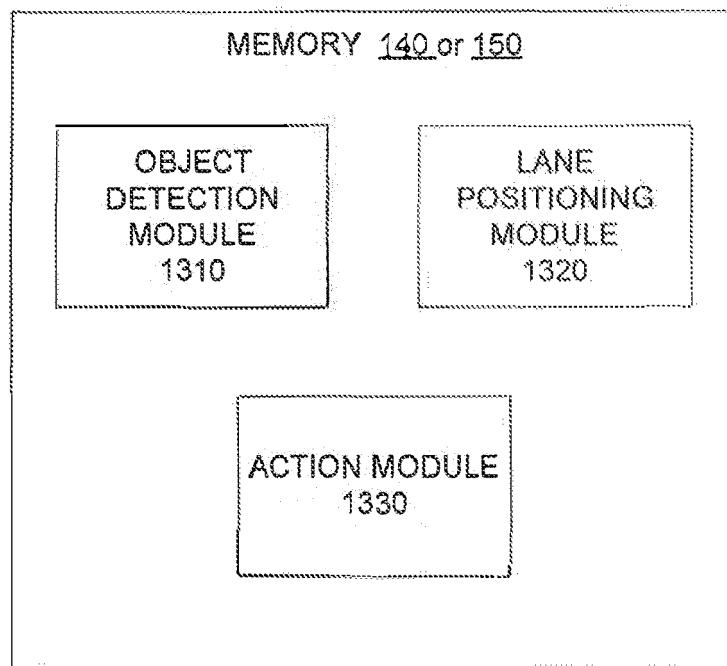 MEMORY 140 or 150
OBJECT
DETECTION
MODULE
1310
LANE
POSITIONING
MODULE
1320
ACTION MODULE
1330